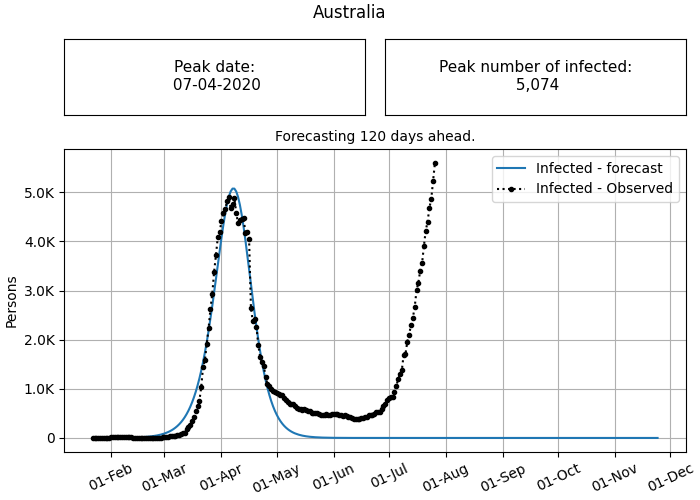 Australia
Peak date:
07-04-2020
Peak number of infected:
5,074
Forecasting 120 days ahead.
Infected - forecast
Infected - Observed
5.0K
4.0K
3.0K
2.0K
1.0K
0
Persons
01-Feb
01-Mar
01-Apr
01-May
01-Jun
01-Jul
01-Aug
01-Sep
01-Oct
01-Nov
01-Dec